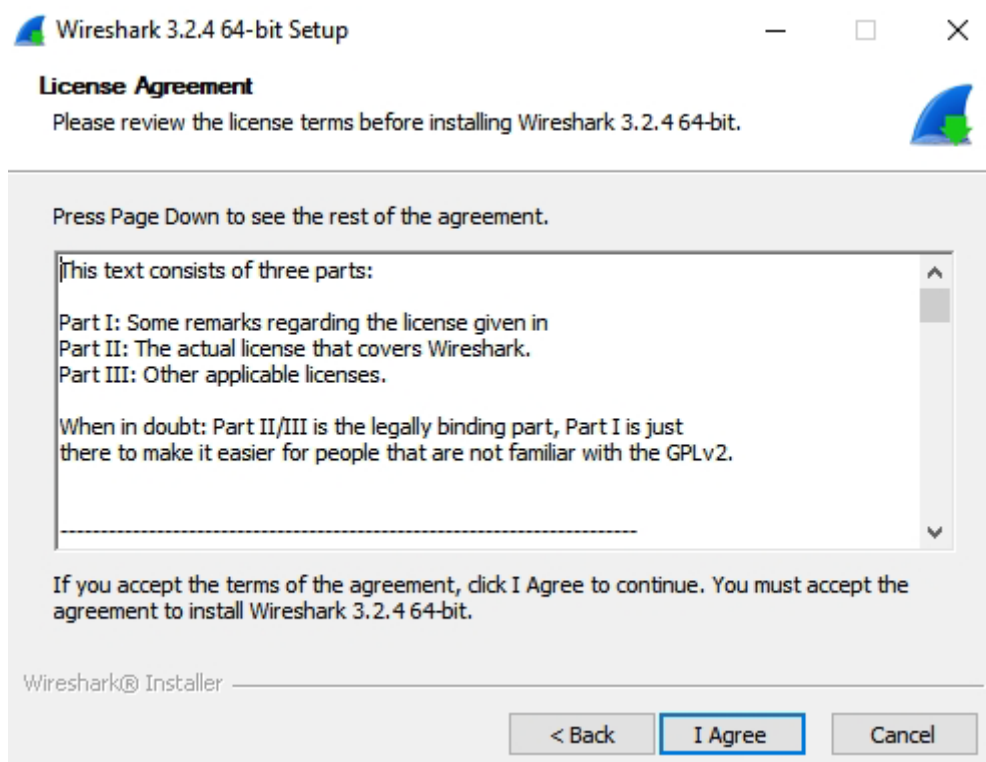 Wireshark 3.2.4 64-bit Setup
License Agreement
Please review the license terms before installing Wireshark 3.2.4 64-bit.
Press Page Down to see the rest of the agreement.
This text consists of three parts:
Part I: Some remarks regarding the license given in
Part II: The actual license that covers Wireshark.
Part III: Other applicable licenses.
When in doubt: Part II/III is the legally binding part, Part I is just
there to make it easier for people that are not familiar with the GPLv2.
------------------------------------------------------------------------
If you accept the terms of the agreement, click I Agree to continue. You must accept the
agreement to install Wireshark 3.2.4 64-bit.
Wireshark® Installer
< Back I Agree Cancel